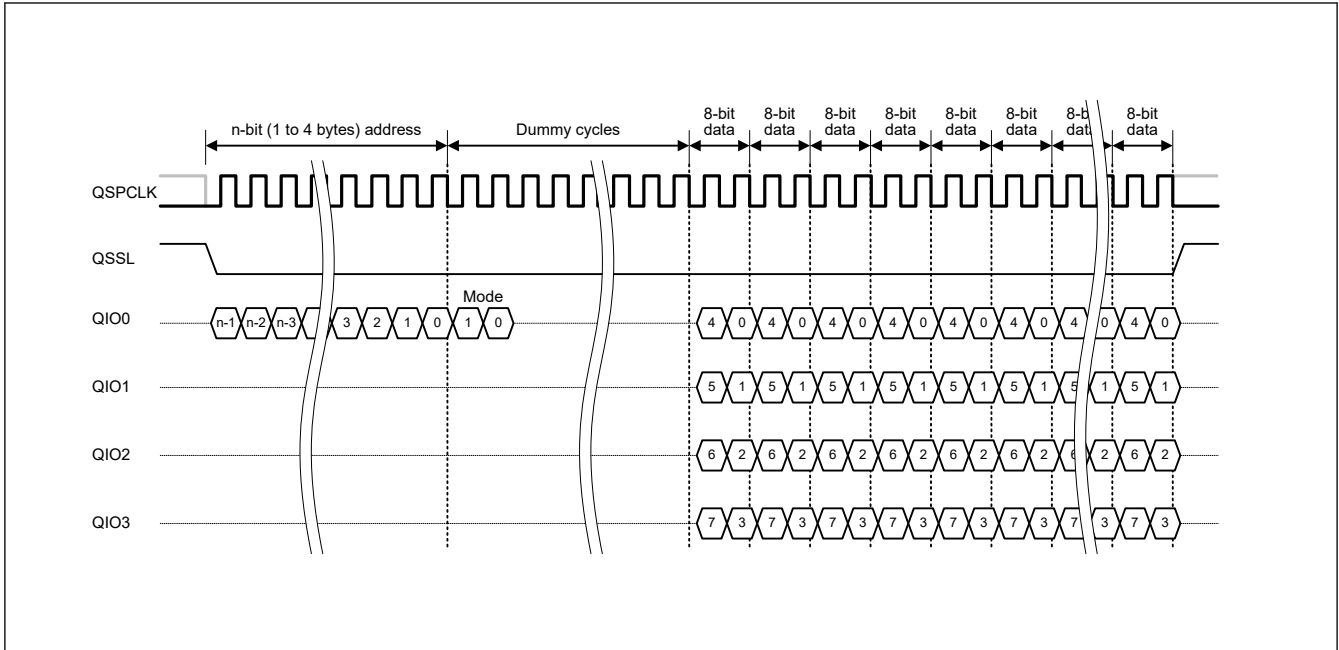 n-bit (1 to 4 bytes) address Dummy cycles 8-bit data 8-bit data 8-bit data 8-bit data 8-bit data 8-bit data 8-b dat 8-bit data
QSPCLK
QSSL
Mode
QIO0 n-1 n-2 n-3 3 2 1 0 1 0 4 0 4 0 4 0 4 0 4 0 4 0 4 0 4 0
QIO1 5 1 5 1 5 1 5 1 5 1 5 1 5 1 5 1
QIO2 6 2 6 2 6 2 6 2 6 2 6 2 6 2 6 2
QIO3 7 3 7 3 7 3 7 3 7 3 7 3 7 3 7 3